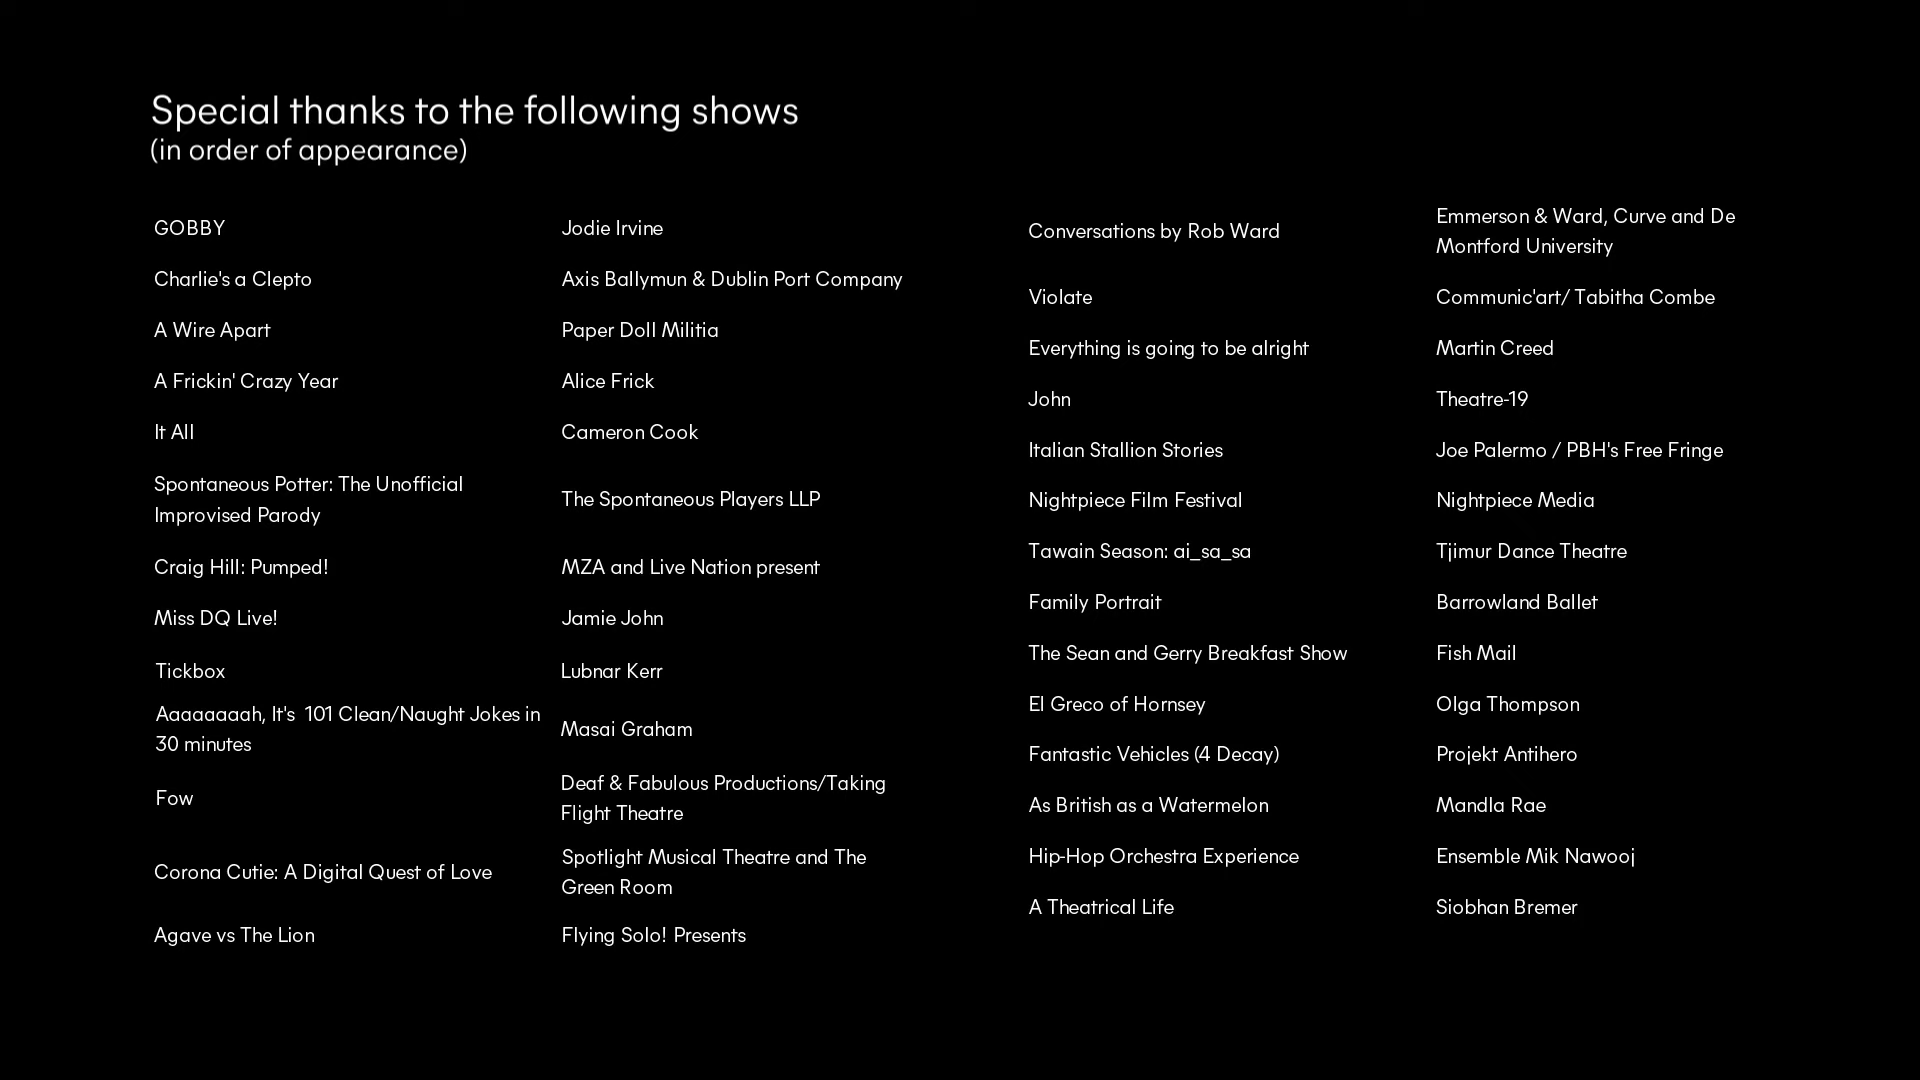 Special thanks to the following shows
(in order of appearance)
GOBBY Jodie Irvine
Charlie's a Clepto Axis Ballymun & Dublin Port Company
A Wire Apart Paper Doll Militia
A Frickin' Crazy Year Alice Frick
It All Cameron Cook
Spontaneous Potter: The Unofficial
Improvised Parody
The Spontaneous Players LLP
Craig Hill: Pumped! MZA and Live Nation present
Miss DQ Live! Jamie John
Tickbox Lubnar Kerr
Aaaaaaaah, It's  101 Clean/Naught Jokes in
30 minutes
Masai Graham
Fow
Deaf & Fabulous Productions/Taking
Flight Theatre
Corona Cutie: A Digital Quest of Love
Spotlight Musical Theatre and The
Green Room
Agave vs The Lion Flying Solo! Presents
Conversations by Rob Ward
Emmerson & Ward, Curve and De
Montford University
Violate Communic'art/ Tabitha Combe
Everything is going to be alright Martin Creed
John Theatre-19
Italian Stallion Stories Joe Palermo / PBH's Free Fringe
Nightpiece Film Festival Nightpiece Media
Tawain Season: ai_sa_sa Tjimur Dance Theatre
Family Portrait Barrowland Ballet
The Sean and Gerry Breakfast Show Fish Mail
El Greco of Hornsey Olga Thompson
Fantastic Vehicles (4 Decay) Projekt Antihero
As British as a Watermelon Mandla Rae
Hip-Hop Orchestra Experience Ensemble Mik Nawooj
A Theatrical Life Siobhan Bremer